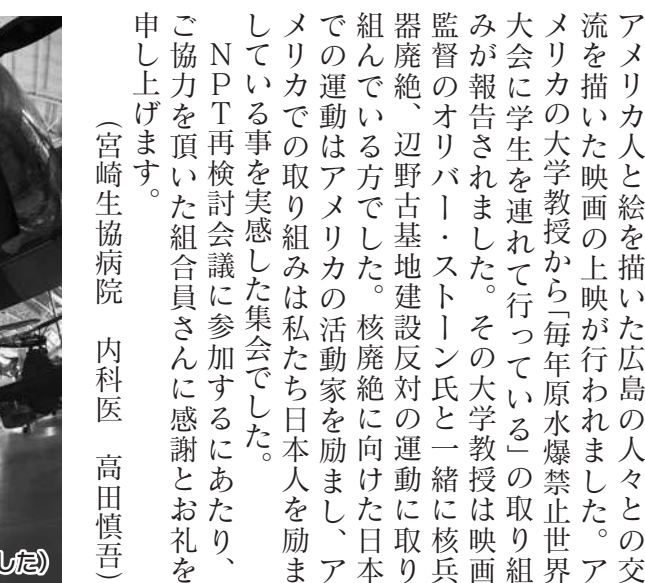 アメリカ人と絵を描いた広島の人々との交
流を描いた映画の上映が行われました。ア
メリカの大学教授から「毎年原水爆禁止世界
大会に学生を連れて行っている」の取り組
みが報告されました。その大学教授は映画
監督のオリバー・ストーン氏と一緒に核兵
器廃絶、辺野古基地建設反対の運動に取り
組んでいる方でした。核廃絶に向けた日本
での運動はアメリカの活動家を励まし、ア
メリカでの取り組みは私たち日本人を励ま
している事を実感した集会でした。
ＮＰＴ再検討会議に参加するにあたり、
ご協力を頂いた組合員さんに感謝とお礼を
申し上げます。
（宮崎生協病院　内科医　高田慎吾）
した）